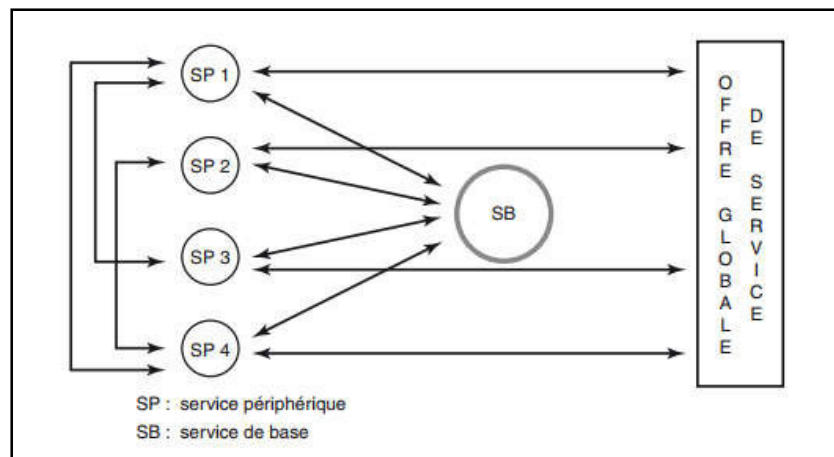 SP 1
SP 2
SP 3
SP 4
SB
OFFRE GLOBALE
DE SERVICE
SP : service périphérique
SB : service de base